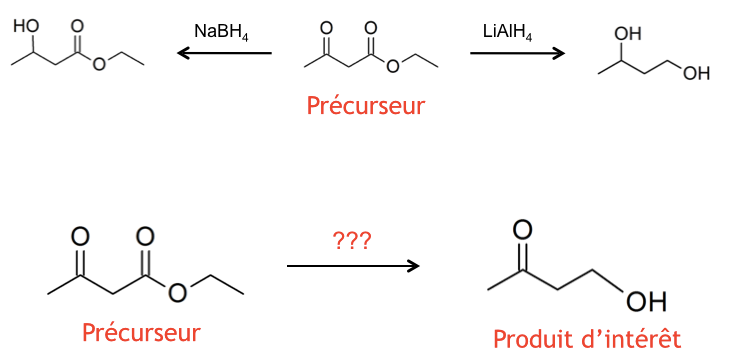 HO O O NaBH4 O O O LiAlH4 OH OH
Précurseur
O O O ??? O OH
Précurseur Produit d’intérêt